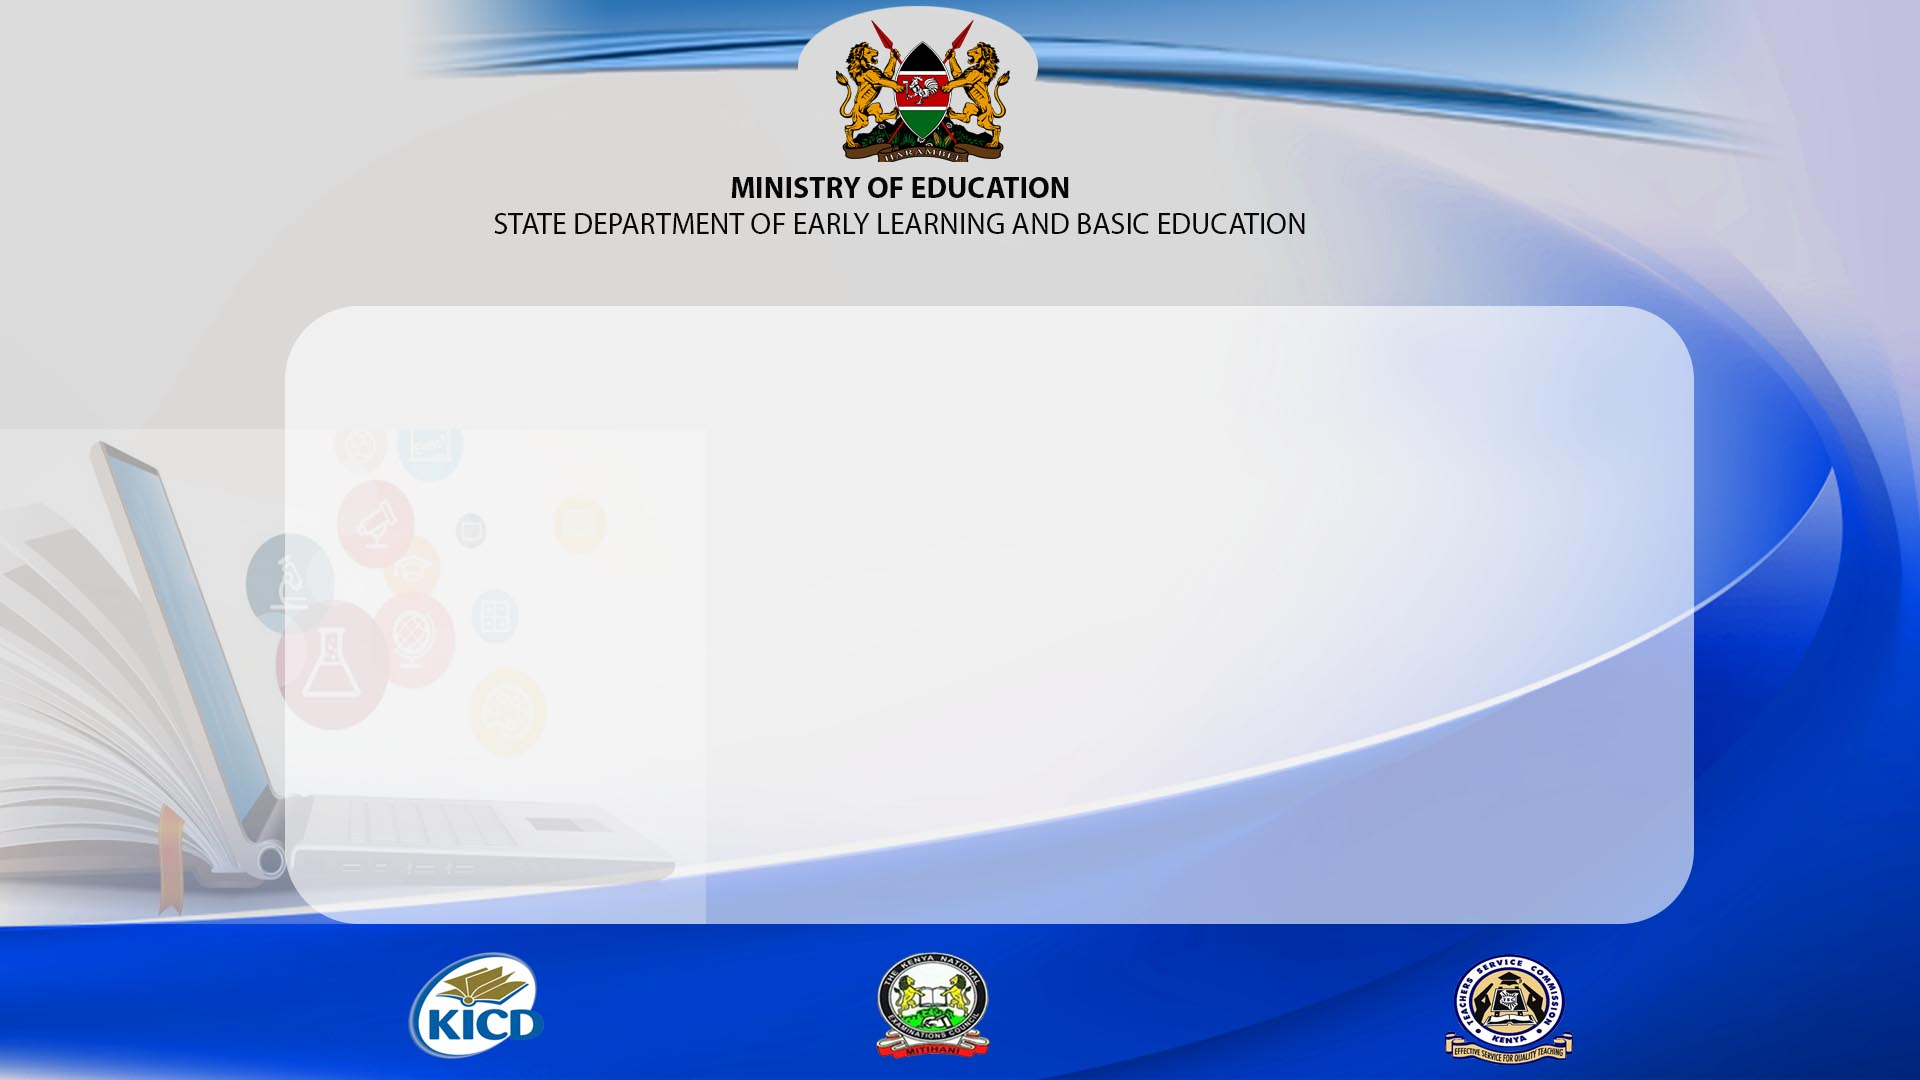 HARAMBEE
MINISTRY OF EDUCATION
STATE DEPARTMENT OF EARLY LEARNING AND BASIC EDUCATION
KICD
THE KENYA NATIONAL
EXAMINATIONS COUNCIL
MITIHANI
TEACHERS SERVICE COMMISSION
KENYA
EFFECTIVE SERVICE FOR QUALITY TEACHING